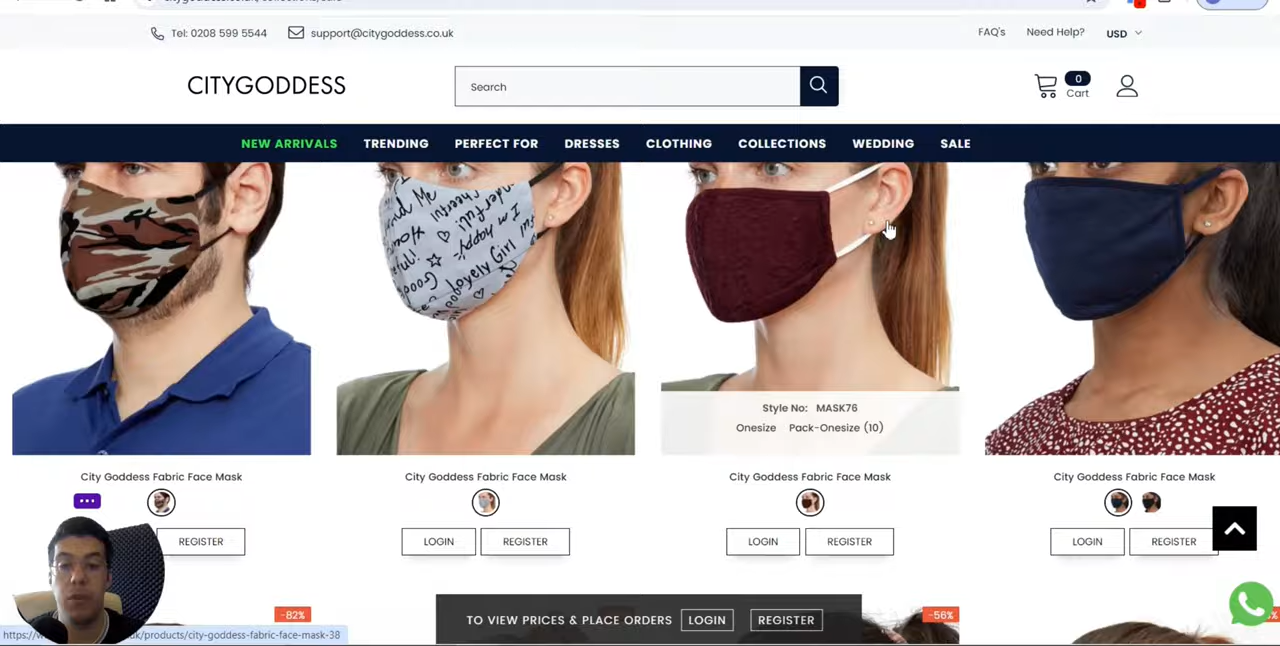 Tel: 0208 599 5544 support@citygoddess.co.uk FAQ's Need Help? USD
CITYGODDESS Search 0
Cart
NEW ARRIVALS TRENDING PERFECT FOR DRESSES CLOTHING COLLECTIONS WEDDING SALE
Style No: MASK76
Onesize Pack-Onesize (10)
City Goddess Fabric Face Mask City Goddess Fabric Face Mask City Goddess Fabric Face Mask City Goddess Fabric Face Mask
REGISTER LOGIN REGISTER LOGIN REGISTER LOGIN REGISTER
-82% TO VIEW PRICES & PLACE ORDERS LOGIN REGISTER -56%
uk/products/city-goddess-fabric-face-mask-38